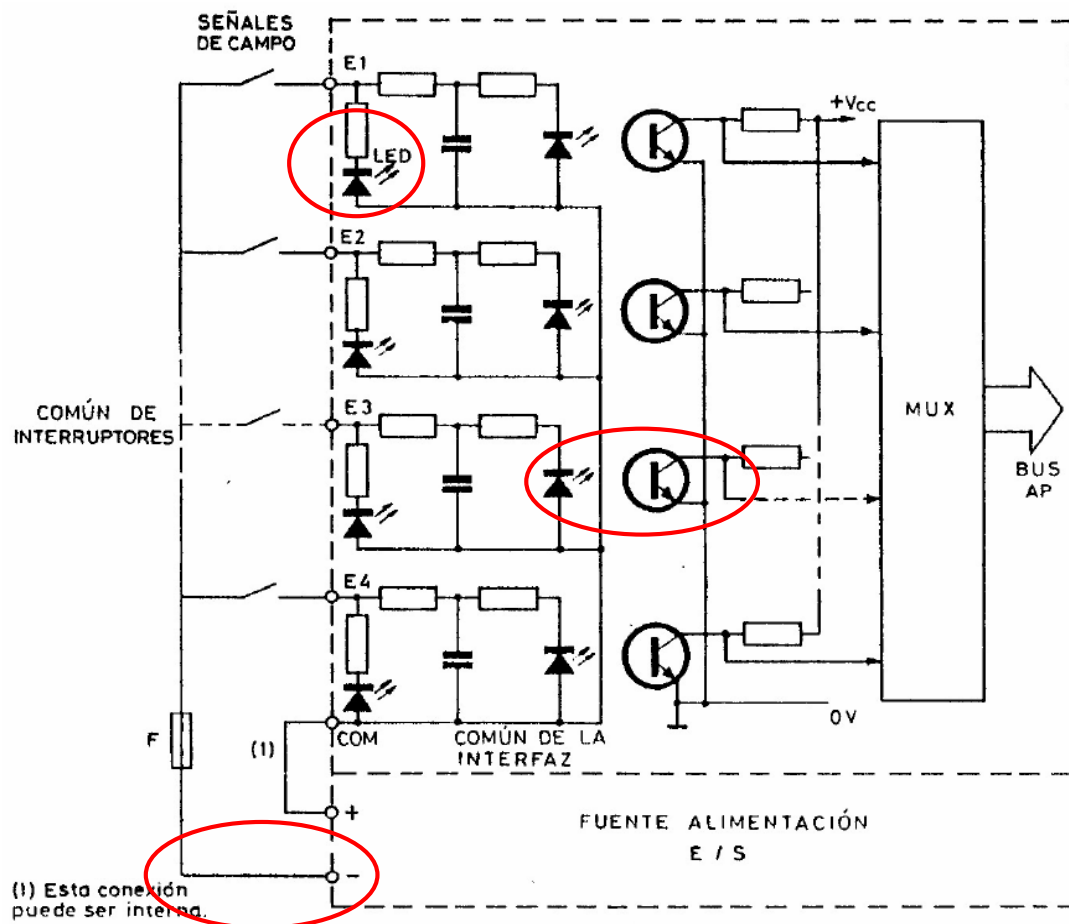 SEÑALES
DE CAMPO
E1
LED
+Vcc
E2
E3
COMÚN DE
INTERRUPTORES
MUX
BUS
AP
E4
F
(1)
COM
COMÚN DE LA
INTERFAZ
0V
+
FUENTE ALIMENTACIÓN
E / S
-
(1) Esta conexión
puede ser interna.